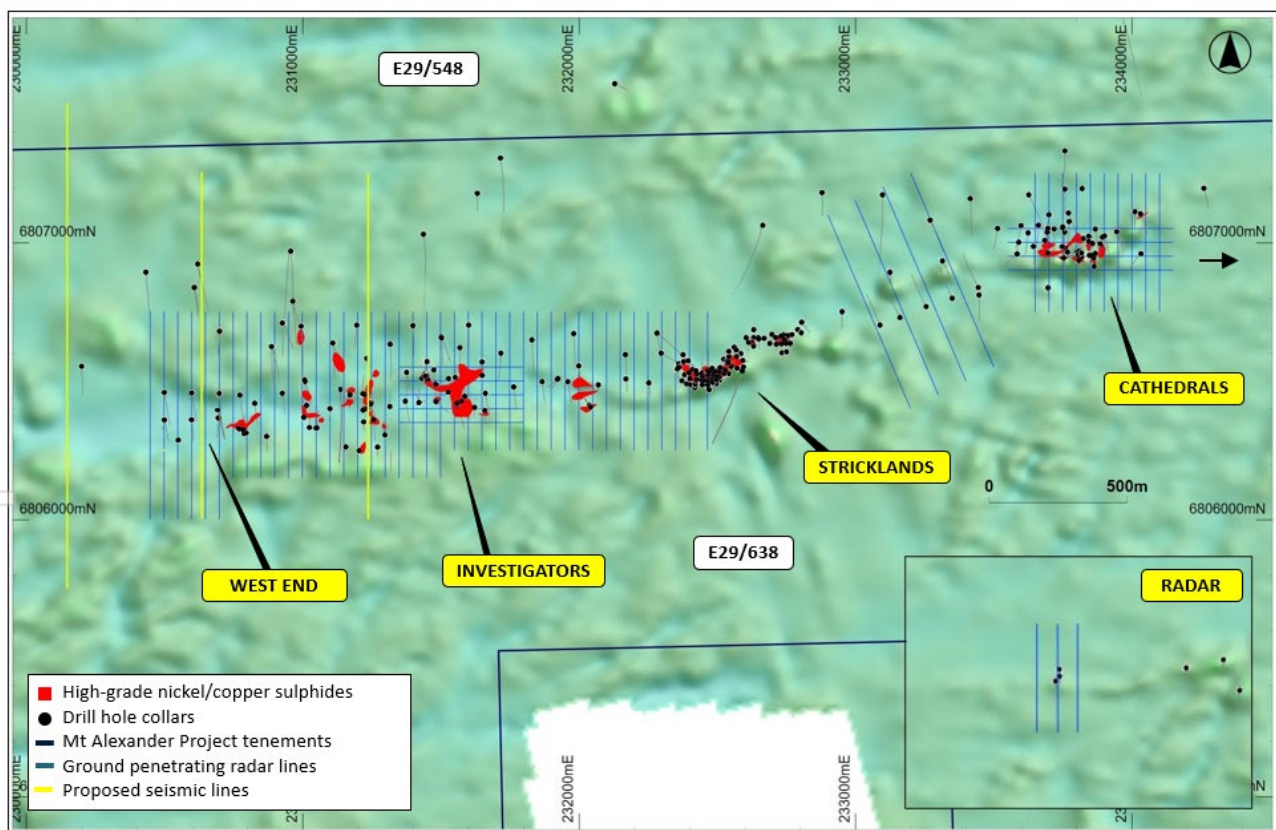 230000mE
231000mE
232000mE
233000mE
234000mE
E29/548
6807000mN
6807000mN
CATHEDRALS
STRICKLANDS
0 500m
6806000mN
6806000mN
E29/638
INVESTIGATORS
WEST END
RADAR
High-grade nickel/copper sulphides
Drill hole collars
Mt Alexander Project tenements
Ground penetrating radar lines
Proposed seismic lines
231000mE
232000mE
233000mE
234000mE